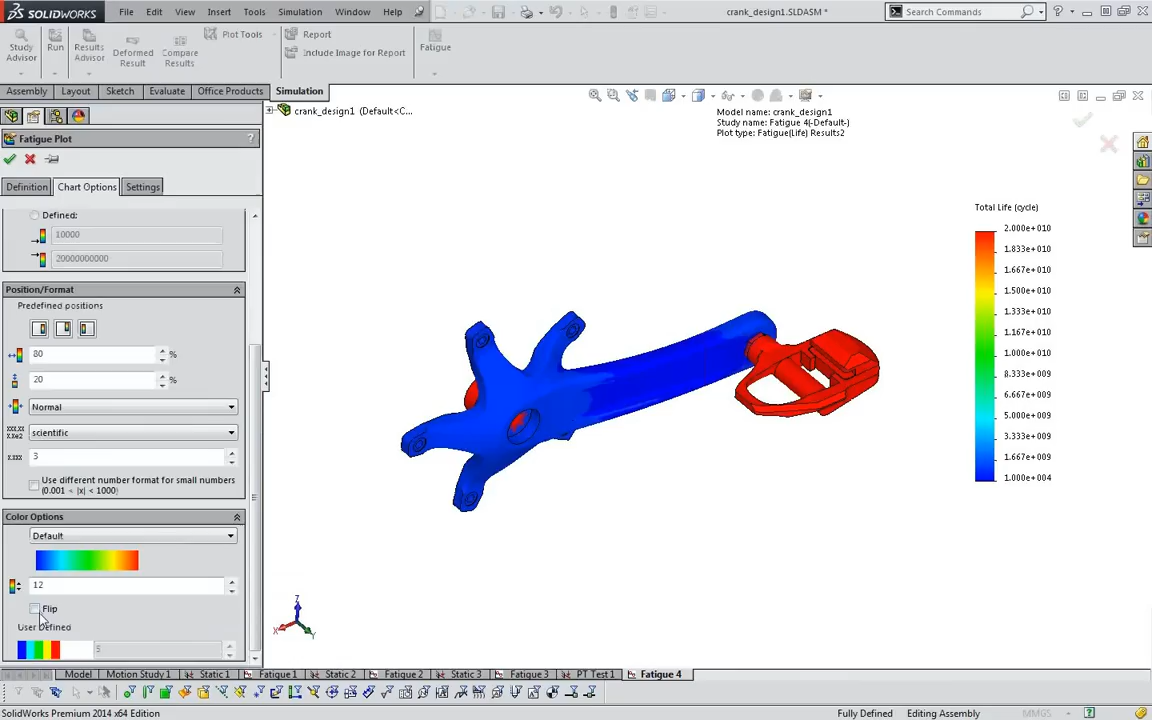 SOLIDWORKS
File Edit View Insert Tools Simulation Window Help
crank_design1.SLDASM *
Search Commands
Study Advisor
Run
Results Advisor
Deformed Result
Compare Results
Plot Tools
Report
Include Image for Report
Fatigue
Assembly Layout Sketch Evaluate Office Products Simulation
crank_design1 (Default<C...
Fatigue Plot
?
Definition Chart Options Settings
Defined:
10000
20000000000
Position/Format
Predefined positions
80 %
20 %
Normal
scientific
3
Use different number format for small numbers
(0.001 < |x| < 1000)
Color Options
Default
12
Flip
User Defined
5
Model name: crank_design1
Study name: Fatigue 4(-Default-)
Plot type: Fatigue(Life) Results2
Total Life (cycle)
2.000e+010
1.833e+010
1.667e+010
1.500e+010
1.333e+010
1.167e+010
1.000e+010
8.333e+009
6.667e+009
5.000e+009
3.333e+009
1.667e+009
1.000e+004
Z
X
Y
Model Motion Study 1 Static 1 Fatigue 1 Static 2 Fatigue 2 Static 3 Fatigue 3 PT Test 1 Fatigue 4
SolidWorks Premium 2014 x64 Edition
Fully Defined
Editing Assembly
MMGS